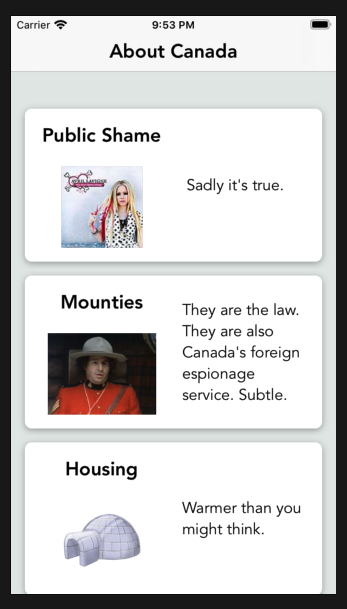 Carrier 9:53 PM
About Canada
Public Shame
AVRIL LAVIGNE
Sadly it's true.
Mounties
They are the law.
They are also
Canada's foreign
espionage
service. Subtle.
Housing
Warmer than you
might think.